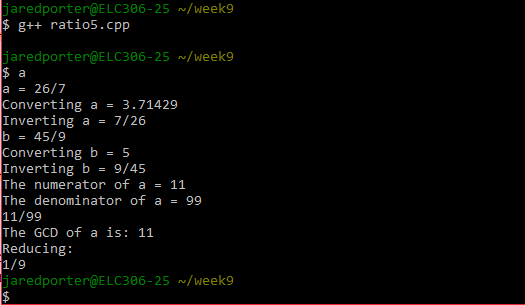 jaredporter@ELC306-25 ~/week9
$ g++ ratio5.cpp
jaredporter@ELC306-25 ~/week9
$ a
a = 26/7
Converting a = 3.71429
Inverting a = 7/26
b = 45/9
Converting b = 5
Inverting b = 9/45
The numerator of a = 11
The denominator of a = 99
11/99
The GCD of a is: 11
Reducing:
1/9
jaredporter@ELC306-25 ~/week9
$